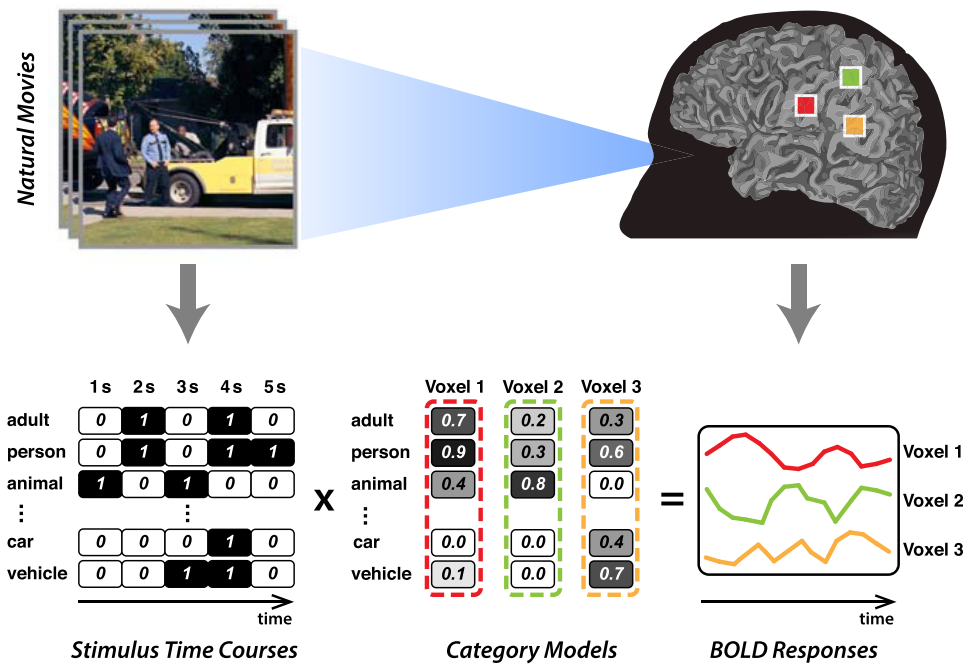 Natural Movies
1 s 2 s 3 s 4 s 5 s
adult 0 1 0 1 0
person 0 1 0 1 1
animal 1 0 1 0 0
⋮ ⋮
car 0 0 0 1 0
vehicle 0 0 1 1 0
time
Stimulus Time Courses
x
Voxel 1 Voxel 2 Voxel 3
adult 0.7 0.2 0.3
person 0.9 0.3 0.6
animal 0.4 0.8 0.0
⋮
car 0.0 0.0 0.4
vehicle 0.1 0.0 0.7
Category Models
=
Voxel 1
Voxel 2
Voxel 3
time
BOLD Responses